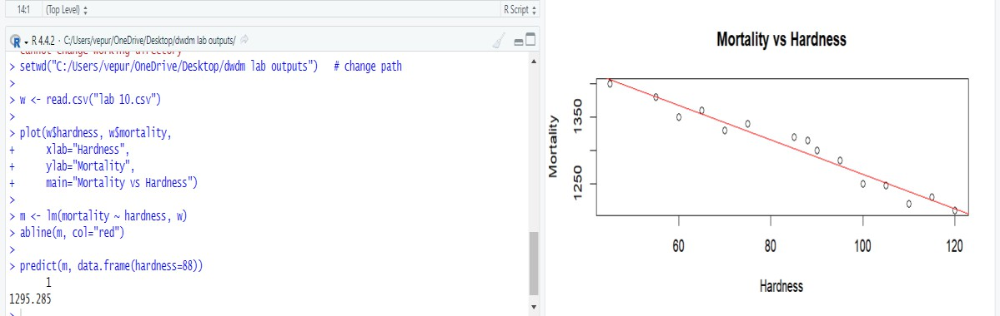 14:1 (Top Level) R Script
R 4.4.2 · C:/Users/vepur/OneDrive/Desktop/dwdm lab outputs/
cannot change working directory
> setwd("C:/Users/vepur/OneDrive/Desktop/dwdm lab outputs") # change path
>
> w <- read.csv("lab 10.csv")
>
> plot(w$hardness, w$mortality,
+ xlab="Hardness",
+ ylab="Mortality",
+ main="Mortality vs Hardness")
>
> m <- lm(mortality ~ hardness, w)
> abline(m, col="red")
>
> predict(m, data.frame(hardness=88))
1
1295.285
>
Mortality vs Hardness
Mortality
1350
1250
60 80 100 120
Hardness